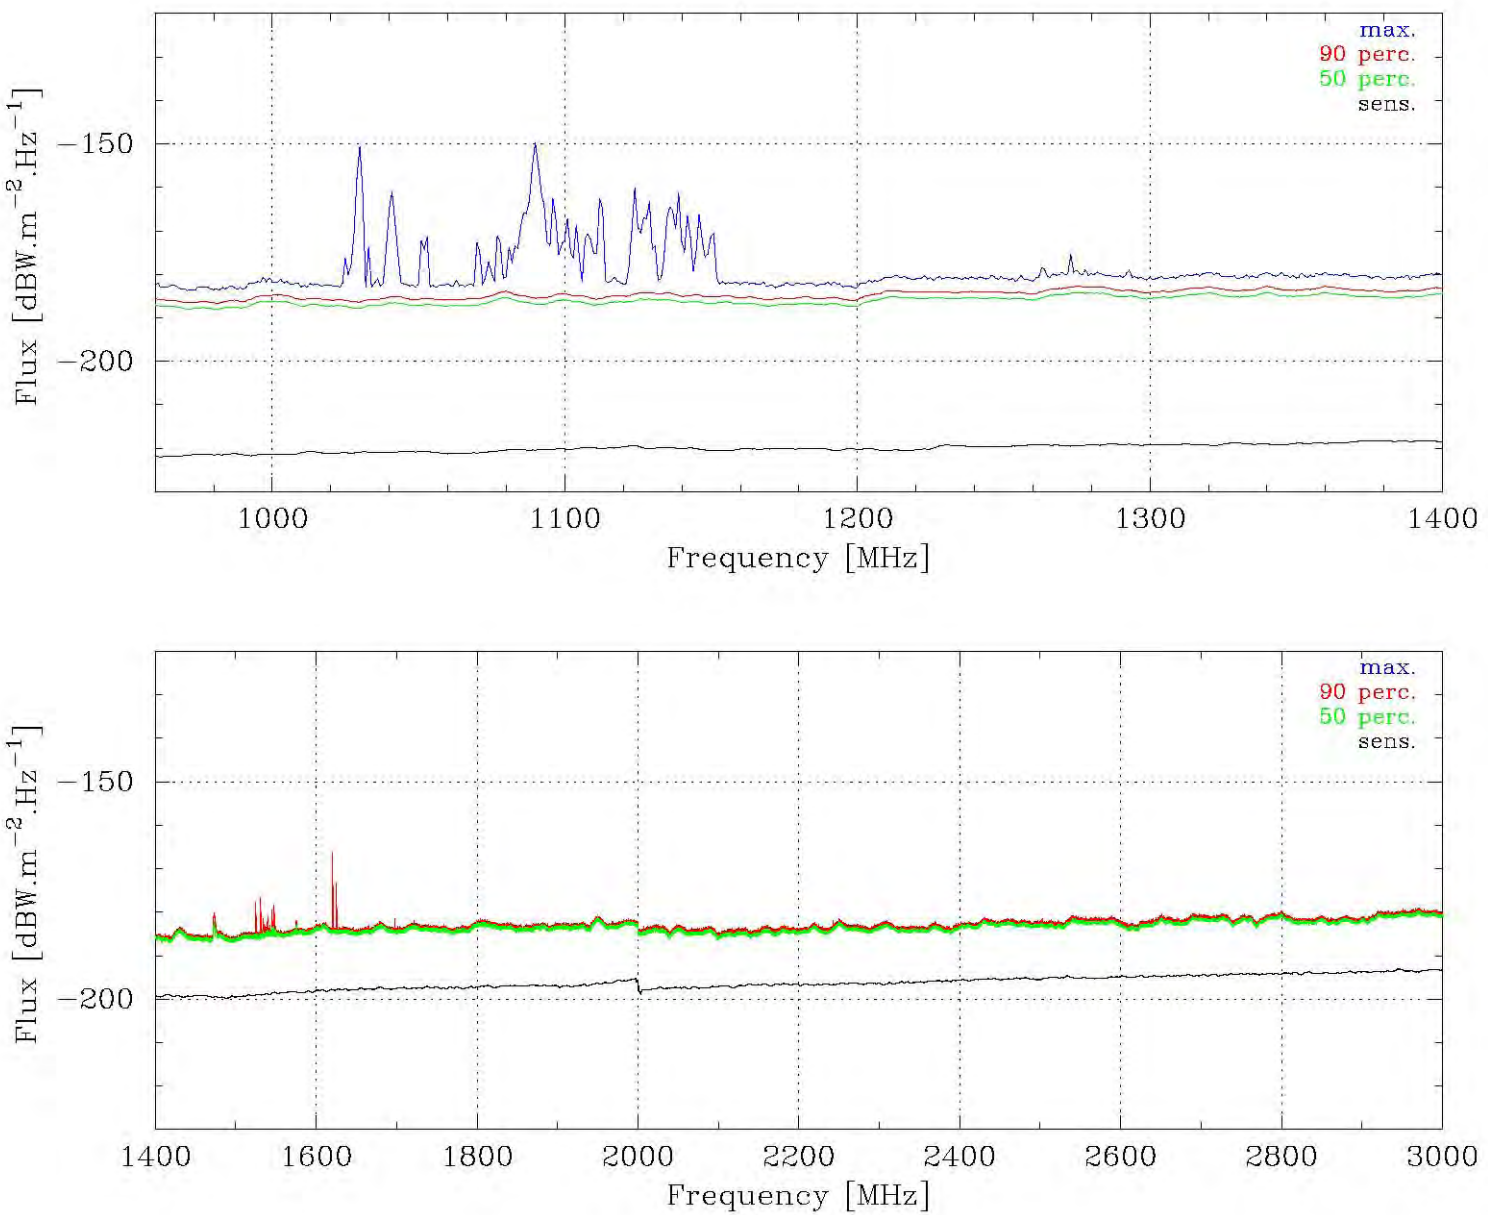 max.
90 perc.
50 perc.
sens.
Flux [dBW.m⁻².Hz⁻¹]
−150
−200
1000 1100 1200 1300 1400
Frequency [MHz]
max.
90 perc.
50 perc.
sens.
Flux [dBW.m⁻².Hz⁻¹]
−150
−200
1400 1600 1800 2000 2200 2400 2600 2800 3000
Frequency [MHz]